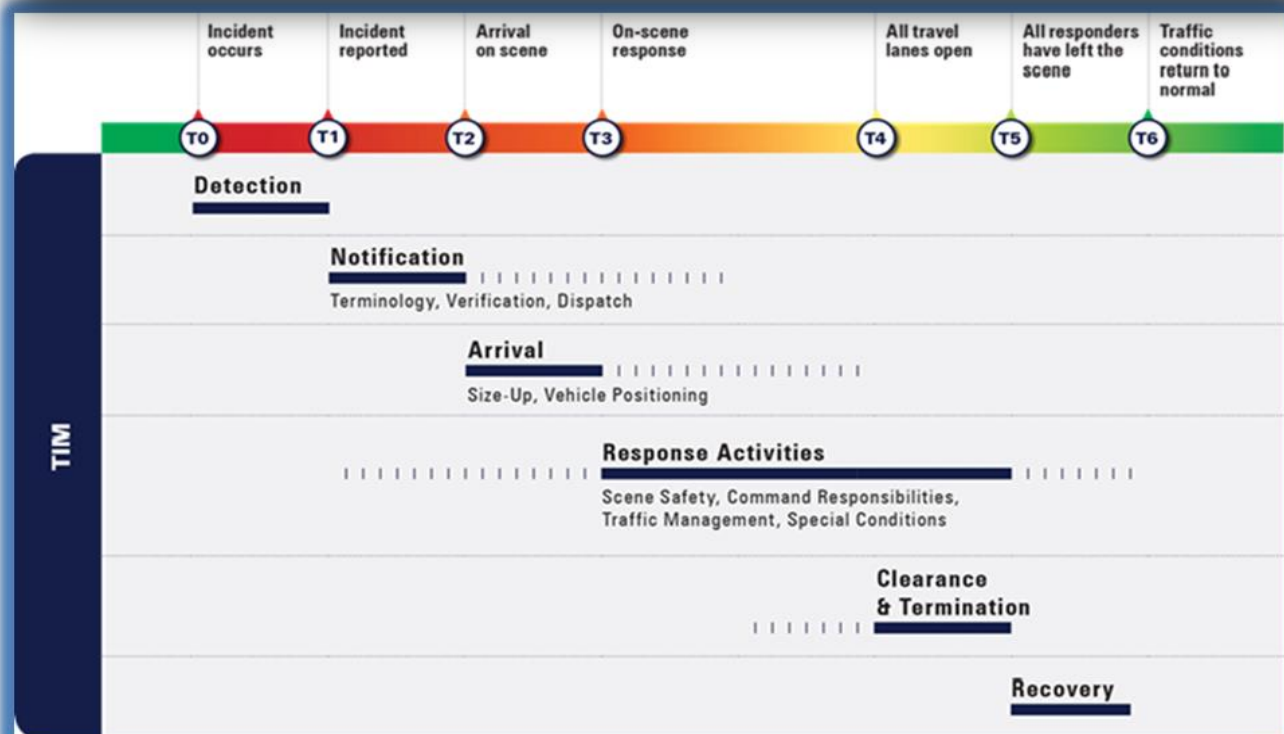 Incident
occurs
Incident
reported
Arrival
on scene
On-scene
response
All travel
lanes open
All responders
have left the
scene
Traffic
conditions
return to
normal
T0
T1
T2
T3
T4
T5
T6
TIM
Detection
Notification
Terminology, Verification, Dispatch
Arrival
Size-Up, Vehicle Positioning
Response Activities
Scene Safety, Command Responsibilities,
Traffic Management, Special Conditions
Clearance
& Termination
Recovery